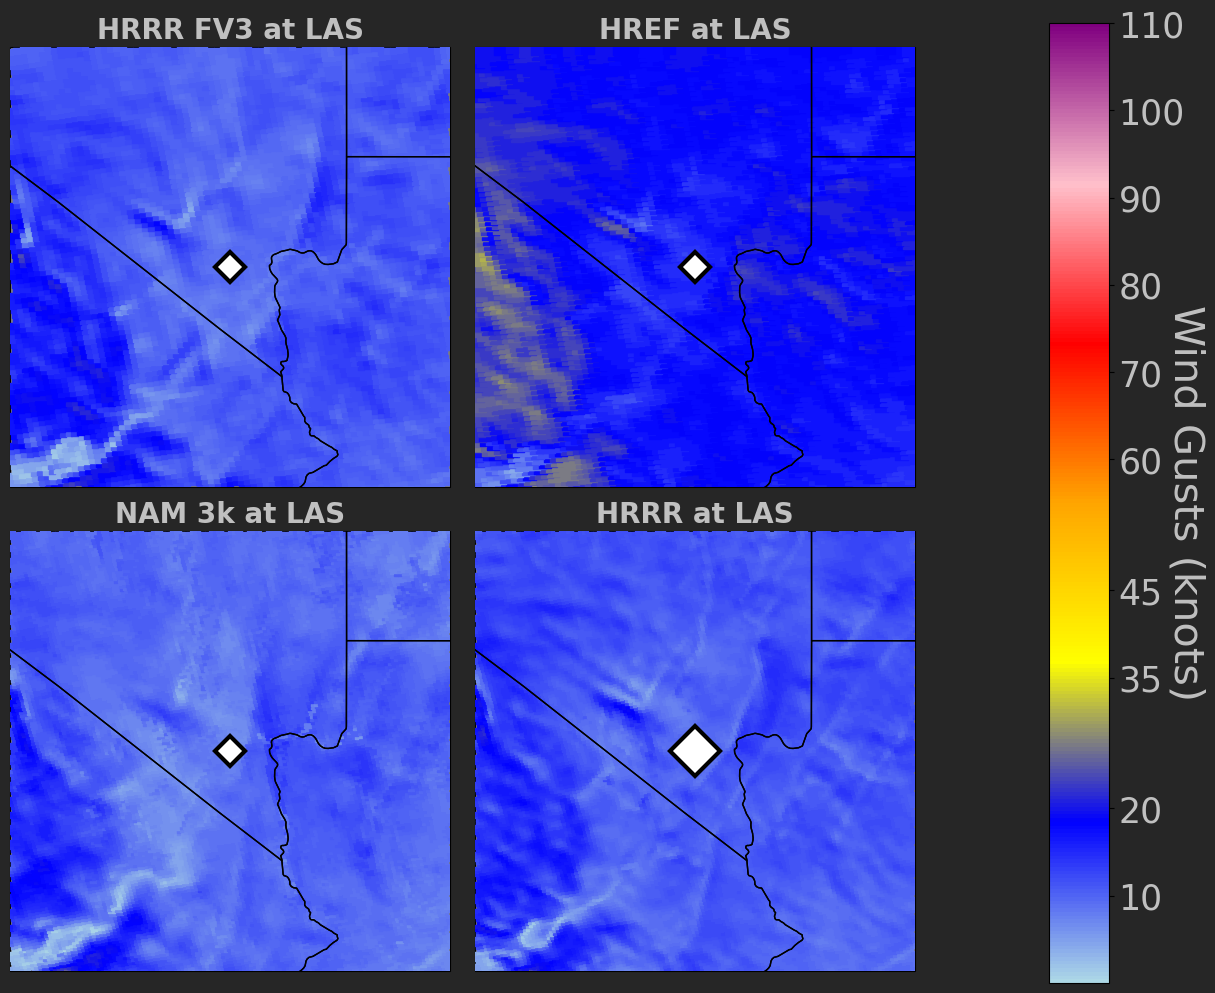 HRRR FV3 at LAS
HREF at LAS
NAM 3k at LAS
HRRR at LAS
110
100
90
80
70
60
45
35
20
10
Wind Gusts (knots)